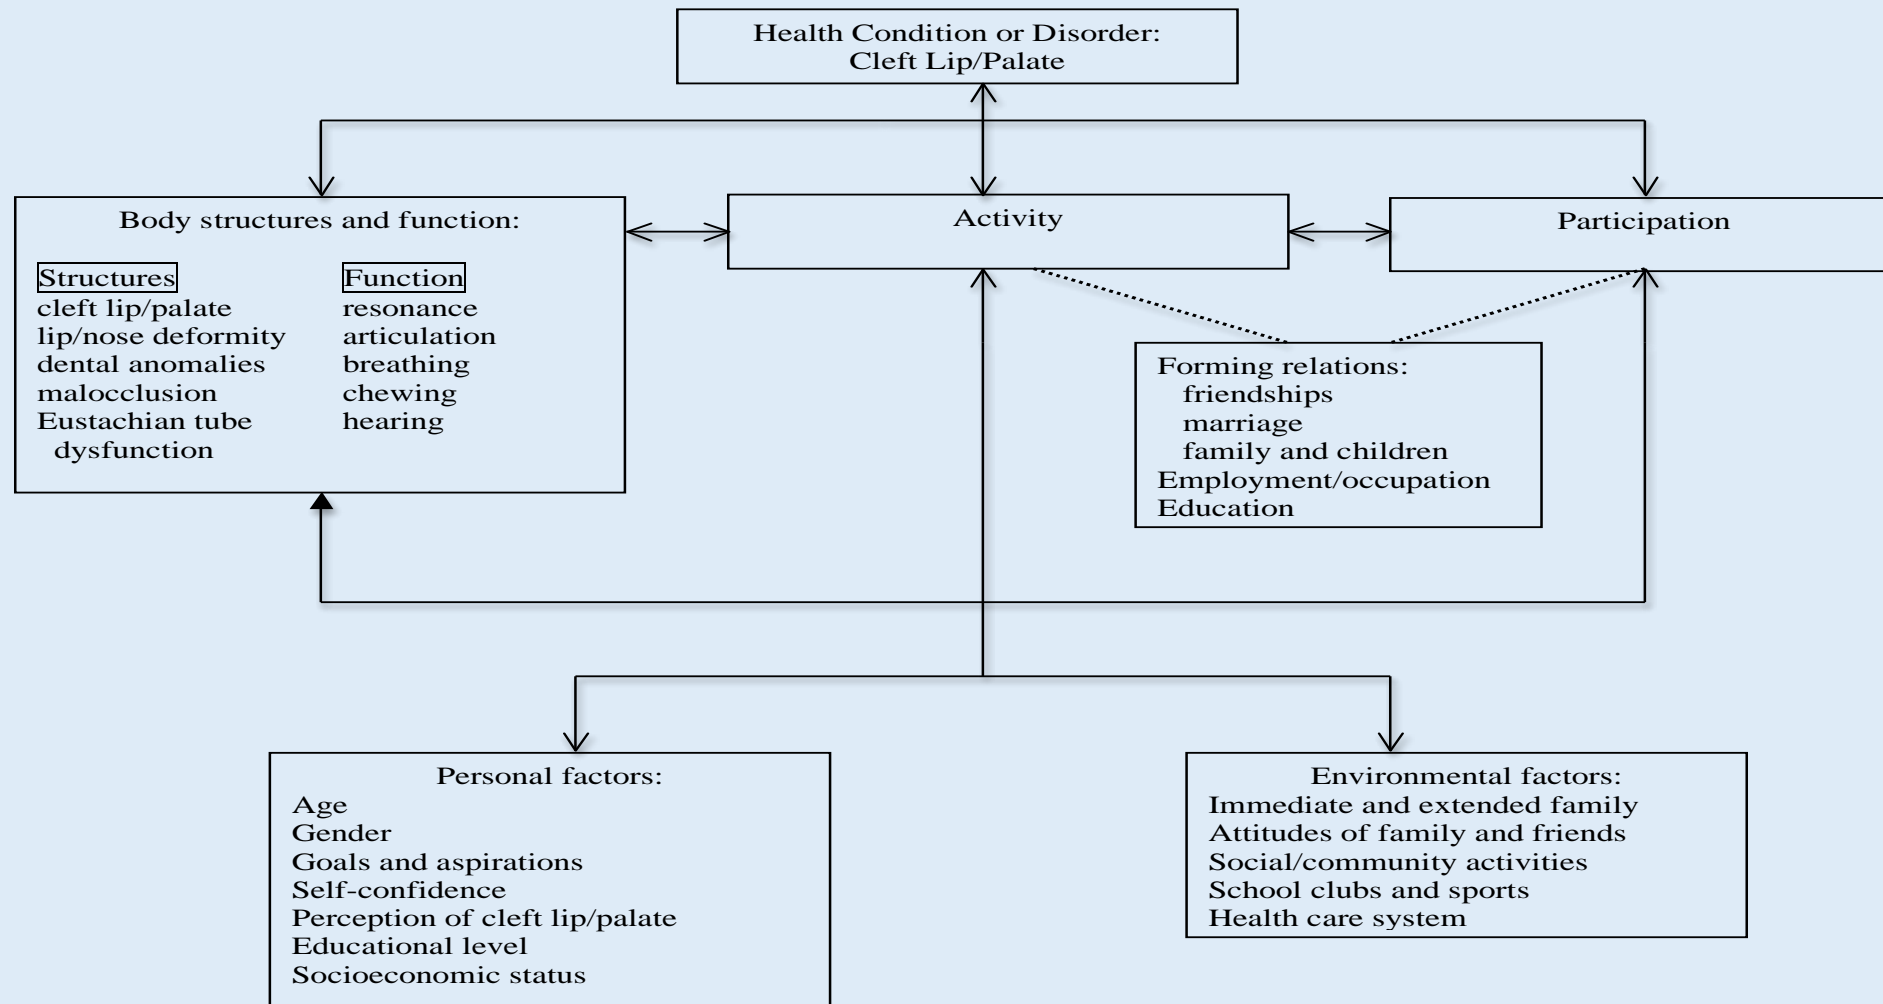 Health Condition or Disorder:
Cleft Lip/Palate
Body structures and function:
Structures
cleft lip/palate
lip/nose deformity
dental anomalies
malocclusion
Eustachian tube
dysfunction
Function
resonance
articulation
breathing
chewing
hearing
Activity
Participation
Forming relations:
friendships
marriage
family and children
Employment/occupation
Education
Personal factors:
Age
Gender
Goals and aspirations
Self-confidence
Perception of cleft lip/palate
Educational level
Socioeconomic status
Environmental factors:
Immediate and extended family
Attitudes of family and friends
Social/community activities
School clubs and sports
Health care system